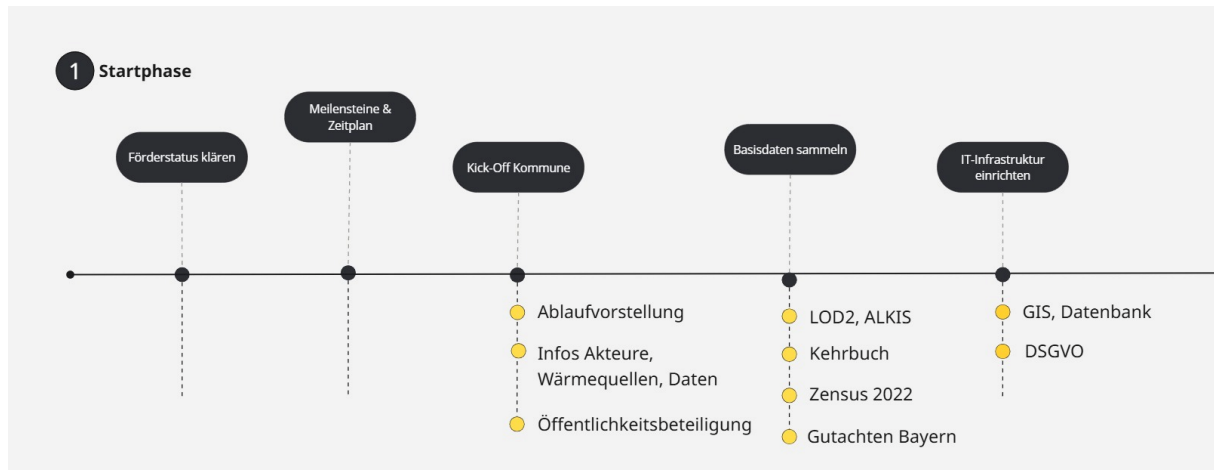 1 Startphase
Förderstatus klären
Meilensteine &
Zeitplan
Kick-Off Kommune
Basisdaten sammeln
IT-Infrastruktur
einrichten
Ablaufvorstellung
Infos Akteure,
Wärmequellen, Daten
Öffentlichkeitsbeteiligung
LOD2, ALKIS
Kehrbuch
Zensus 2022
Gutachten Bayern
GIS, Datenbank
DSGVO